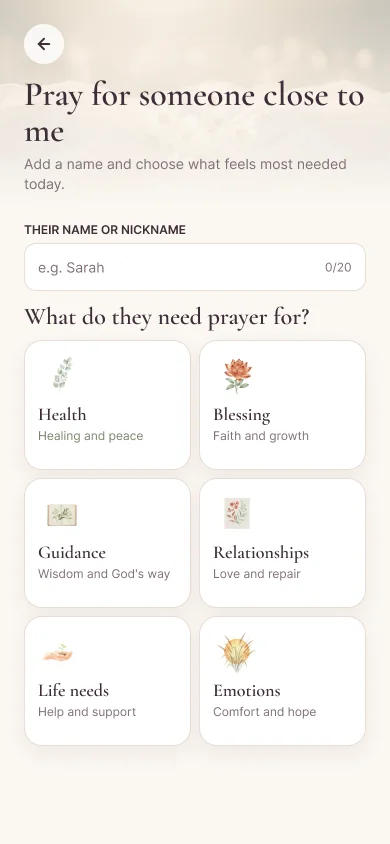 Pray for someone close to
me
Add a name and choose what feels most needed
today.
THEIR NAME OR NICKNAME
e.g. Sarah
0/20
What do they need prayer for?
Health
Healing and peace
Blessing
Faith and growth
Guidance
Wisdom and God's way
Relationships
Love and repair
Life needs
Help and support
Emotions
Comfort and hope